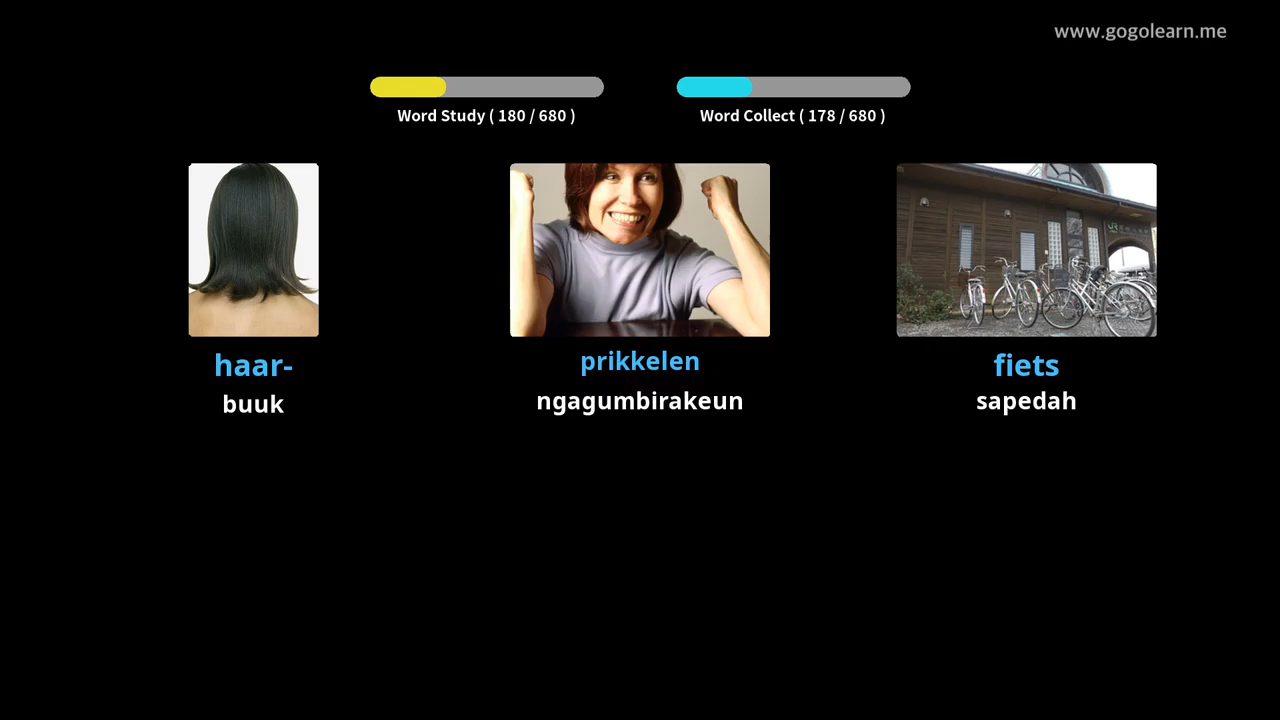 www.gogolearn.me
Word Study ( 180 / 680 )
Word Collect ( 178 / 680 )
haar-
buuk
prikkelen
ngagumbirakeun
fiets
sapedah